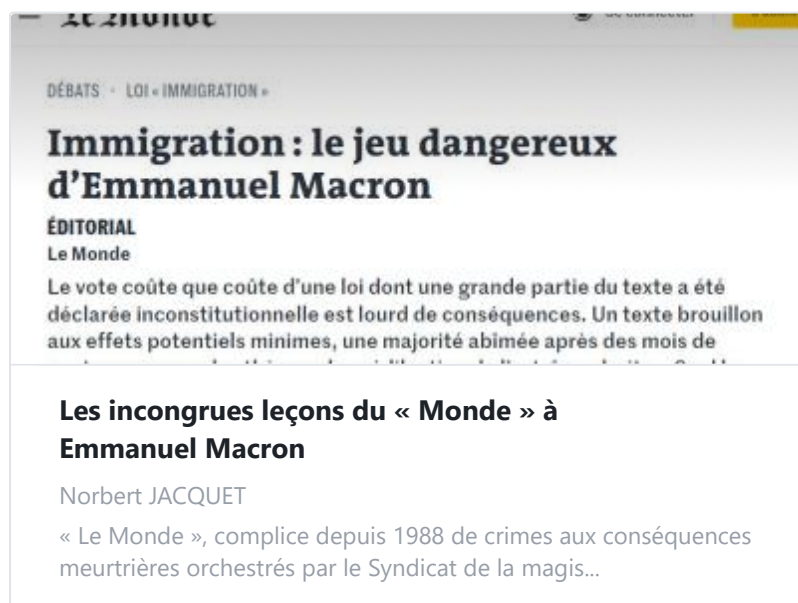 Le Monde
DÉBATS · LOI « IMMIGRATION »
Immigration : le jeu dangereux
d’Emmanuel Macron
ÉDITORIAL
Le Monde
Le vote coûte que coûte d’une loi dont une grande partie du texte a été
déclarée inconstitutionnelle est lourd de conséquences. Un texte brouillon
aux effets potentiels minimes, une majorité abimée après des mois de
Les incongrues leçons du « Monde » à
Emmanuel Macron
Norbert JACQUET
« Le Monde », complice depuis 1988 de crimes aux conséquences
meurtrières orchestrés par le Syndicat de la magis...